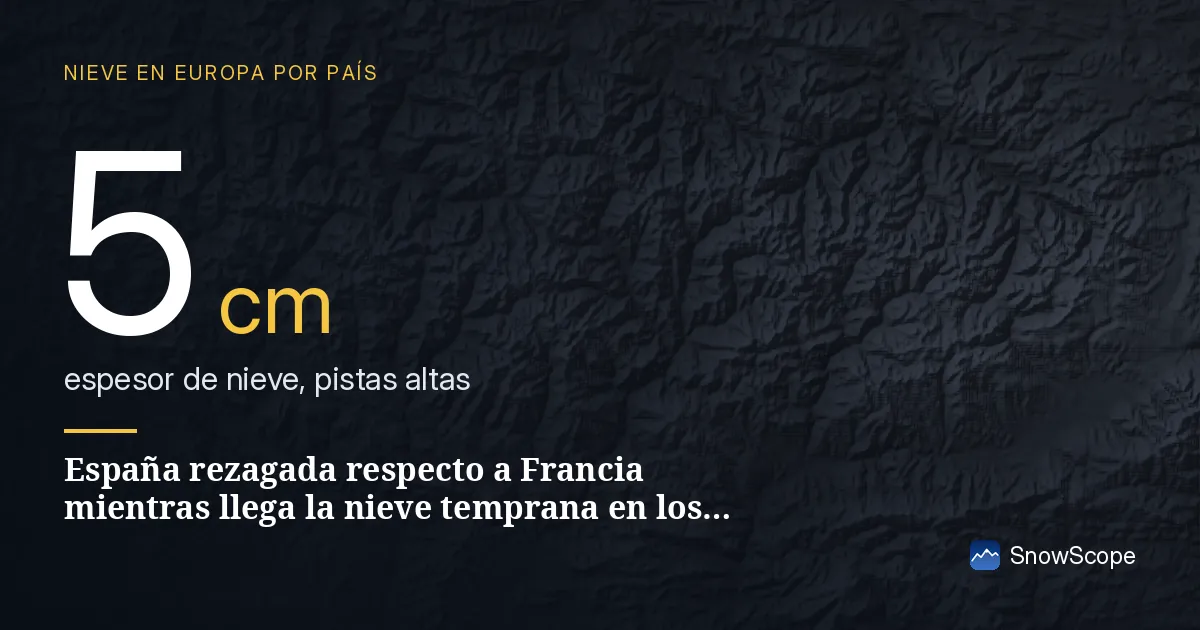 NIEVE EN EUROPA POR PAÍS
5 cm
espesor de nieve, pistas altas
España rezagada respecto a Francia
mientras llega la nieve temprana en los...
SnowScope